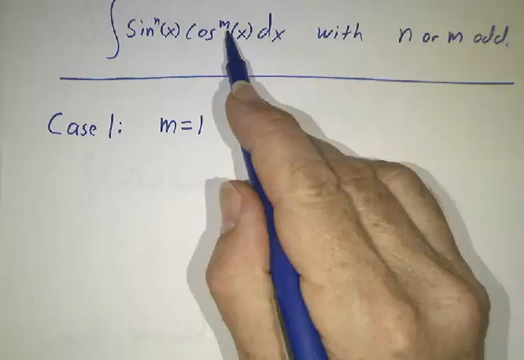 ∫ Sinⁿ(x) Cosᵐ(x) dx with n or m odd.
Case 1: m=1